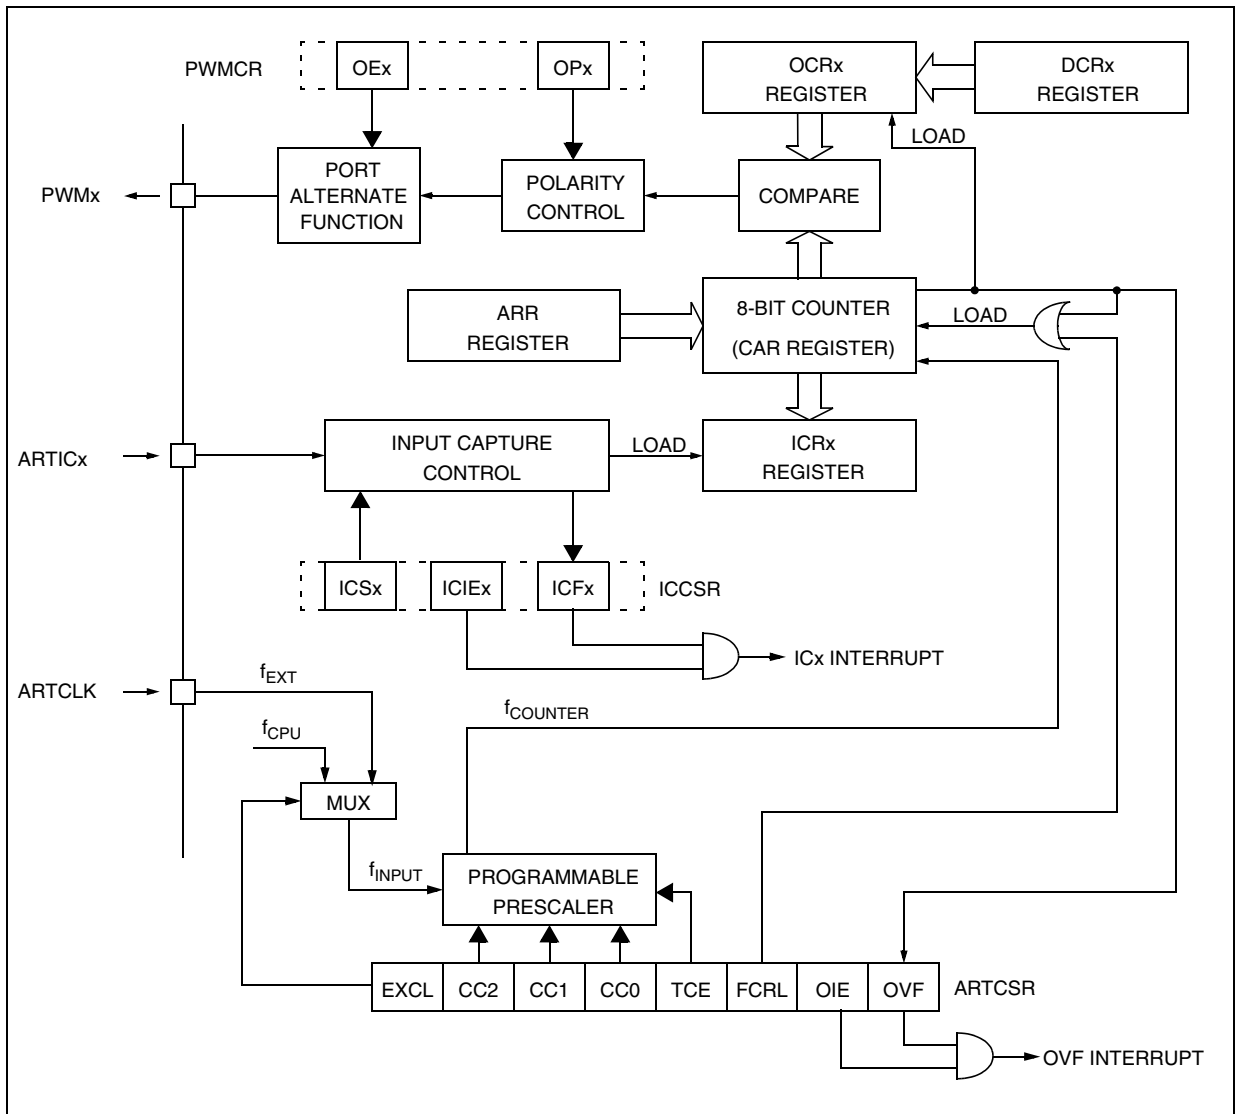 PWMCR
OEx
OPx
OCRx
REGISTER
DCRx
REGISTER
LOAD
PWMx
PORT
ALTERNATE
FUNCTION
POLARITY
CONTROL
COMPARE
ARR
REGISTER
8-BIT COUNTER
(CAR REGISTER)
LOAD
ARTICx
INPUT CAPTURE
CONTROL
LOAD
ICRx
REGISTER
ICSx
ICIEx
ICFx
ICCSR
ICx INTERRUPT
ARTCLK
fEXT
fCPU
fCOUNTER
MUX
fINPUT
PROGRAMMABLE
PRESCALER
EXCL
CC2
CC1
CC0
TCE
FCRL
OIE
OVF
ARTCSR
OVF INTERRUPT